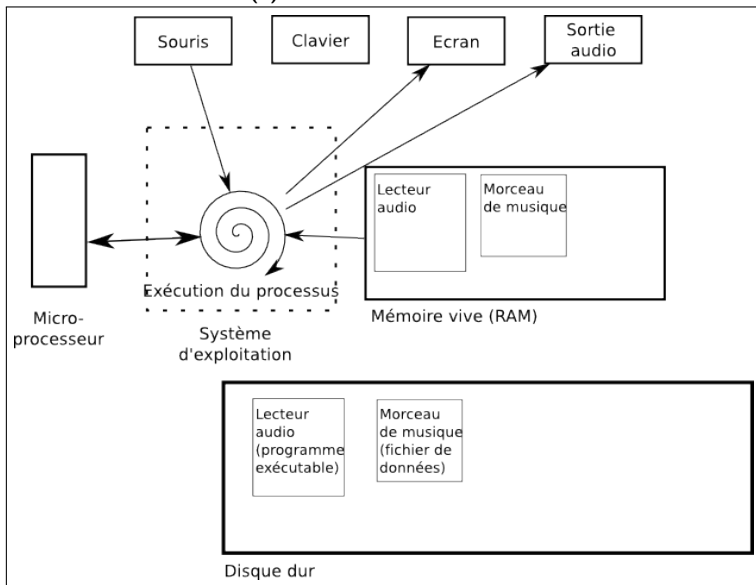 Souris
Clavier
Ecran
Sortie
audio
Lecteur
audio
Morceau
de musique
Exécution du processus
Micro-
processeur
Système
d'exploitation
Mémoire vive (RAM)
Lecteur
audio
(programme
exécutable)
Morceau
de musique
(fichier de
données)
Disque dur